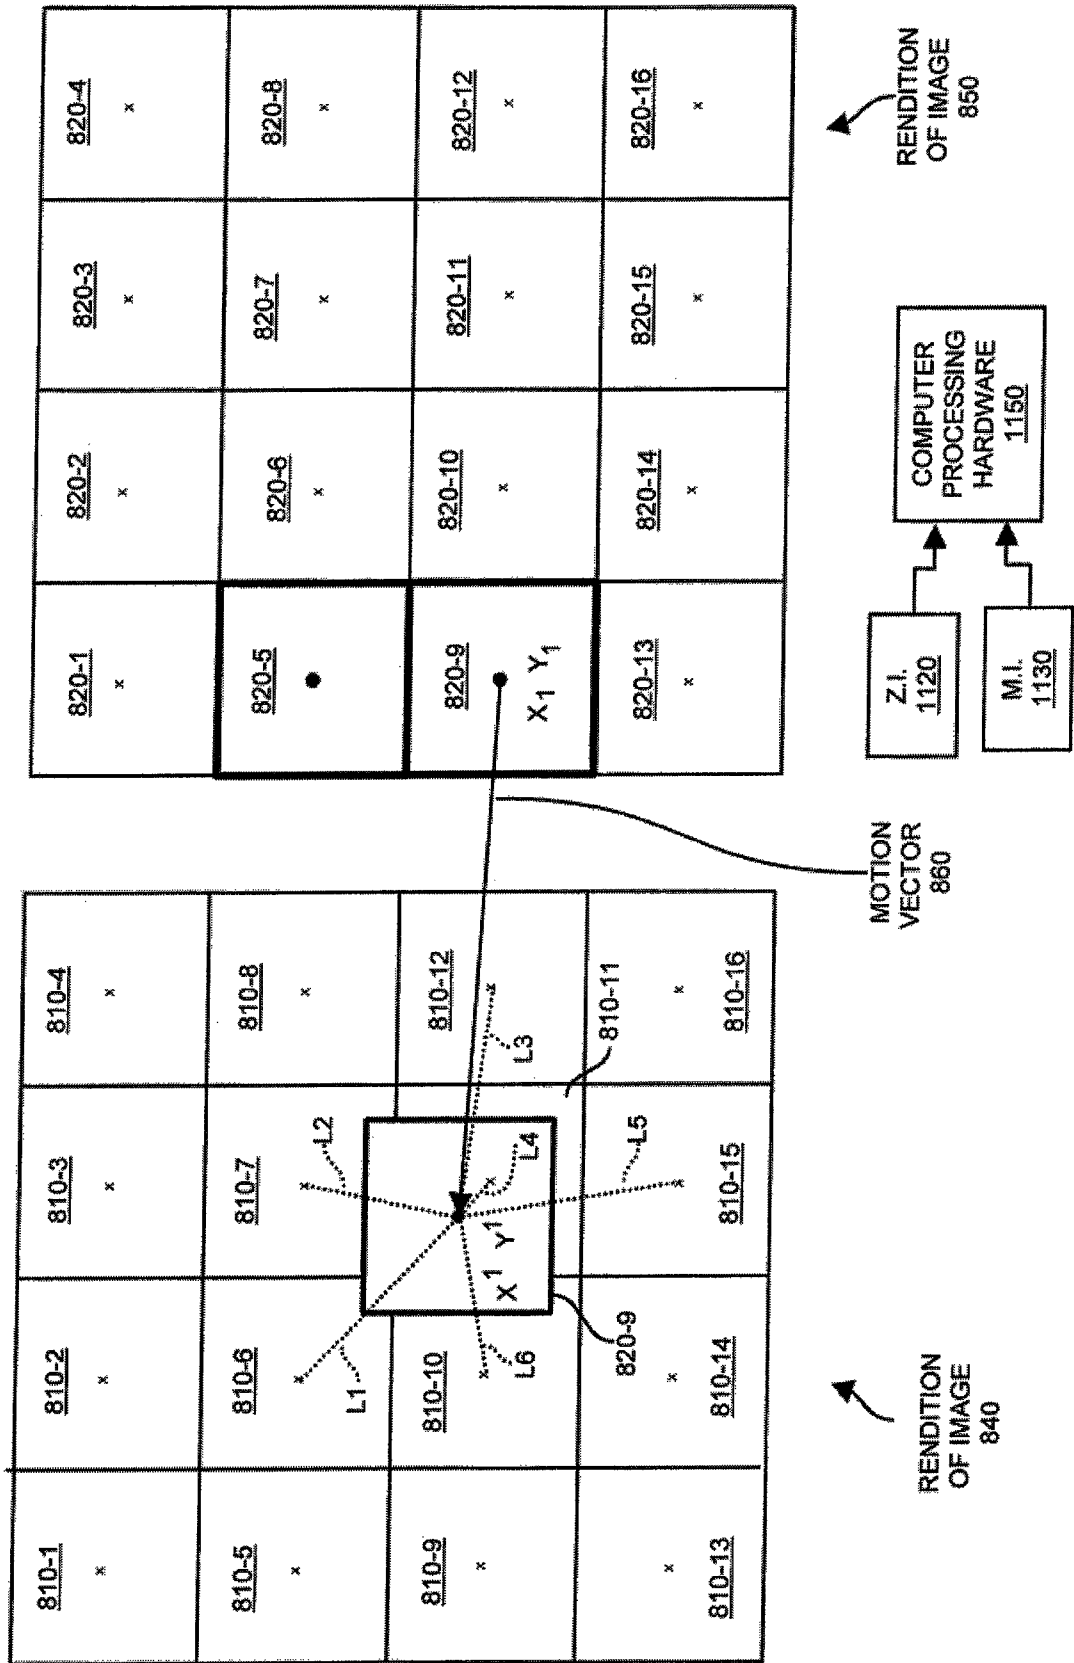 810-1
810-2
810-3
810-4
810-5
810-6
810-7
810-8
810-9
810-10
810-12
810-11
810-13
810-14
810-15
810-16
L1
L2
L3
L4
L5
L6
X¹ Y¹
820-9
RENDITION
OF IMAGE
840
MOTION
VECTOR
860
820-1
820-2
820-3
820-4
820-5
820-6
820-7
820-8
820-9
X₁ Y₁
820-10
820-11
820-12
820-13
820-14
820-15
820-16
Z.I.
1120
M.I.
1130
COMPUTER
PROCESSING
HARDWARE
1150
RENDITION
OF IMAGE
850